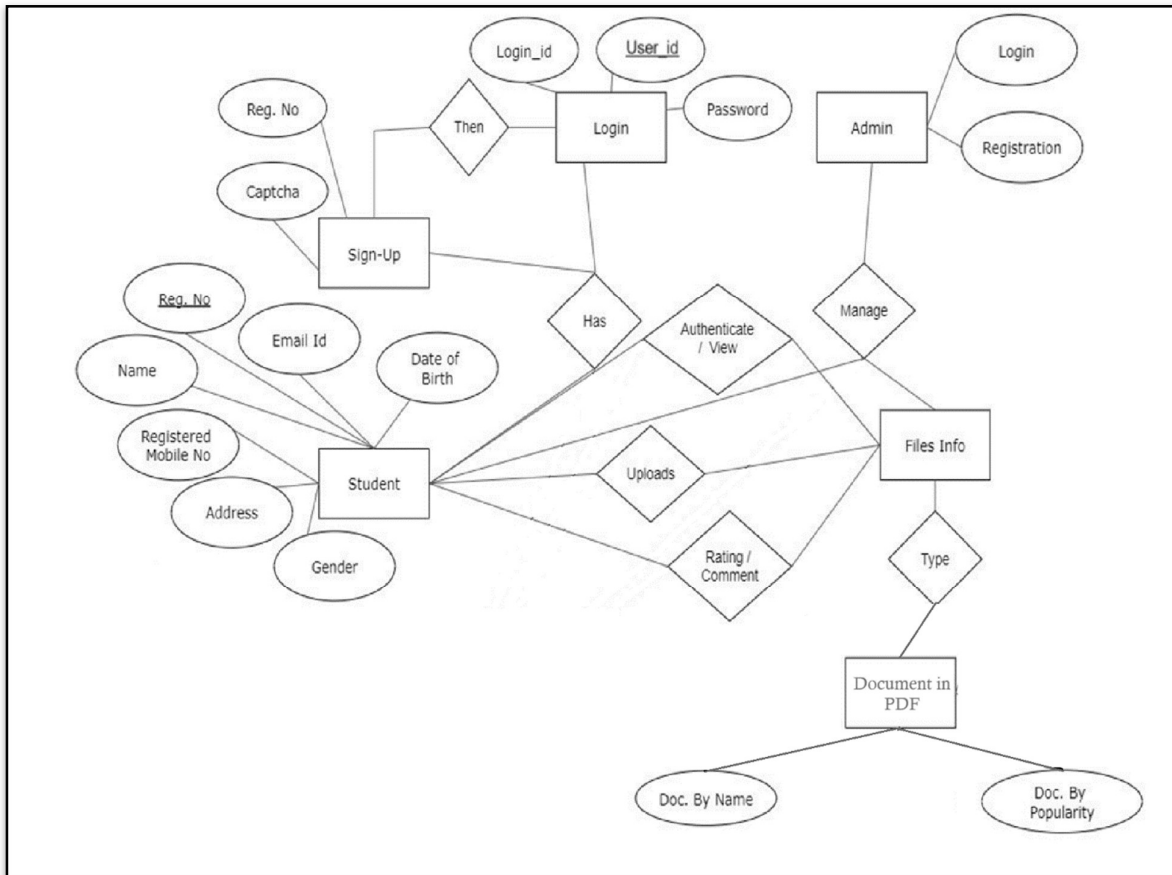 Login_id
User_id
Login
Reg. No
Then
Login
Password
Admin
Registration
Captcha
Sign-Up
Reg. No
Email Id
Has
Authenticate
/ View
Manage
Name
Date of
Birth
Registered
Mobile No
Student
Uploads
Files Info
Address
Gender
Rating /
Comment
Type
Document in
PDF
Doc. By Name
Doc. By
Popularity